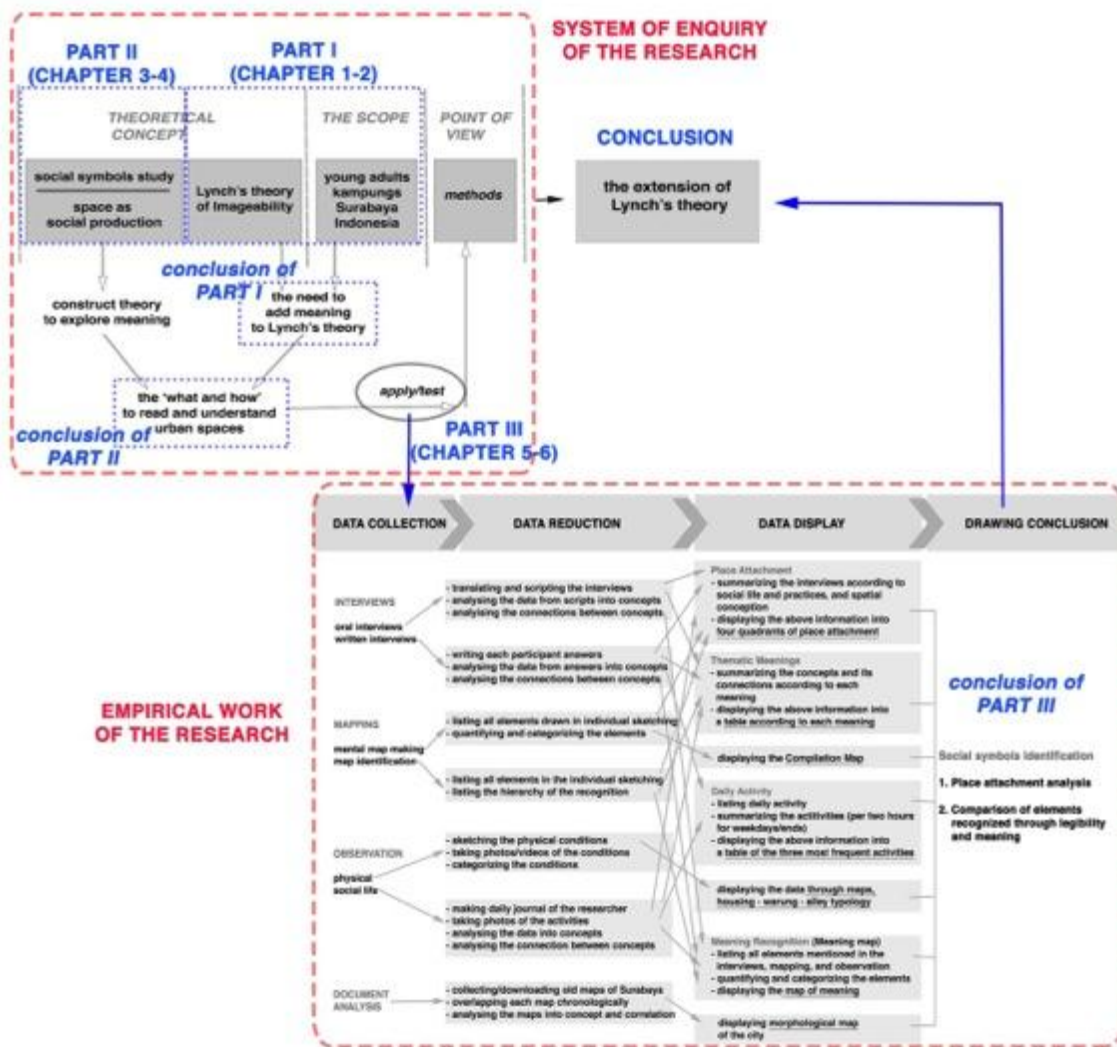 SYSTEM OF ENQUIRY
OF THE RESEARCH
PART II
(CHAPTER 3-4)
PART I
(CHAPTER 1-2)
THEORETICAL
CONCEPT
THE SCOPE
POINT OF
VIEW
social symbols study
space as
social production
Lynch's theory
of Imageability
young adults
kampungs
Surabaya
Indonesia
methods
CONCLUSION
the extension of
Lynch's theory
construct theory
to explore meaning
conclusion of
PART I
the need to
add meaning
to Lynch's theory
the 'what and how'
to read and understand
urban spaces
conclusion of
PART II
apply/test
PART III
(CHAPTER 5-6)
EMPIRICAL WORK
OF THE RESEARCH
DATA COLLECTION
DATA REDUCTION
DATA DISPLAY
DRAWING CONCLUSION
INTERVIEWS
oral interviews
written interveiws
MAPPING
mental map making
map identification
OBSERVATION
physical
social life
DOCUMENT
ANALYSIS
- translating and scripting the interviews
- analysing the data from scripts into concepts
- analyising the connections between concepts
- writing each participant answers
- analysing the data from answers into concepts
- analysing the connections between concepts
- listing all elements drawn in individual sketching
- quantifying and categorizing the elements
- listing all elements in the individual sketching
- listing the hierarchy of the recognition
- sketching the physical conditions
- taking photos/videos of the conditions
- categorizing the conditions
- making daily journal of the researcher
- taking photos of the activities
- analysing the data into concepts
- analysing the connection between concepts
- collecting/downloading old maps of Surabaya
- overlapping each map chronologically
- analysing the maps into concept and correlation
Place Attachment
- summarizing the interviews according to
social life and practices, and spatial
conception
- displaying the above information into
four quadrants of place attachment
Thematic Meanings
- summarizing the concepts and its
connections according to each
meaning
- displaying the above information into
a table according to each meaning
displaying the Compilation Map
Daily Activity
- listing daily activity
- summarizing the actitivities (per two hours
for weekdays/ends)
- displaying the above information into
a table of the three most frequent activities
displaying the data through maps,
housing - warung - alley typology
Meaning Recognition (Meaning map)
- listing all elements mentioned in the
interviews, mapping, and observation
- quantifying and categorizing the elements
- displaying the map of meaning
displaying morphological map
of the city
conclusion of
PART III
Social symbols identification
1. Place attachment analysis
2. Comparison of elements
recognized through legibility
and meaning